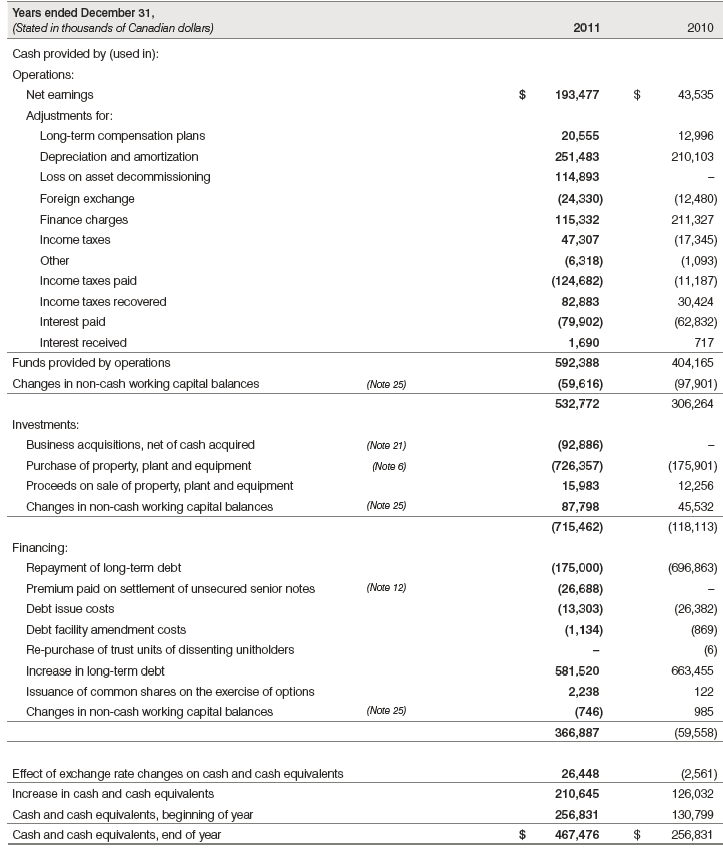 Years ended December 31,
(Stated in thousands of Canadian dollars) 2011 2010
Cash provided by (used in):
Operations:
Net earnings $ 193,477 $ 43,535
Adjustments for:
Long-term compensation plans 20,555 12,996
Depreciation and amortization 251,483 210,103
Loss on asset decommissioning 114,893 –
Foreign exchange (24,330) (12,480)
Finance charges 115,332 211,327
Income taxes 47,307 (17,345)
Other (6,318) (1,093)
Income taxes paid (124,682) (11,187)
Income taxes recovered 82,883 30,424
Interest paid (79,902) (62,832)
Interest received 1,690 717
Funds provided by operations 592,388 404,165
Changes in non-cash working capital balances (Note 25) (59,616) (97,901)
532,772 306,264
Investments:
Business acquisitions, net of cash acquired (Note 21) (92,886) –
Purchase of property, plant and equipment (Note 6) (726,357) (175,901)
Proceeds on sale of property, plant and equipment 15,983 12,256
Changes in non-cash working capital balances (Note 25) 87,798 45,532
(715,462) (118,113)
Financing:
Repayment of long-term debt (175,000) (696,863)
Premium paid on settlement of unsecured senior notes (Note 12) (26,688) –
Debt issue costs (13,303) (26,382)
Debt facility amendment costs (1,134) (869)
Re-purchase of trust units of dissenting unitholders – (6)
Increase in long-term debt 581,520 663,455
Issuance of common shares on the exercise of options 2,238 122
Changes in non-cash working capital balances (Note 25) (746) 985
366,887 (59,558)
Effect of exchange rate changes on cash and cash equivalents 26,448 (2,561)
Increase in cash and cash equivalents 210,645 126,032
Cash and cash equivalents, beginning of year 256,831 130,799
Cash and cash equivalents, end of year $ 467,476 $ 256,831